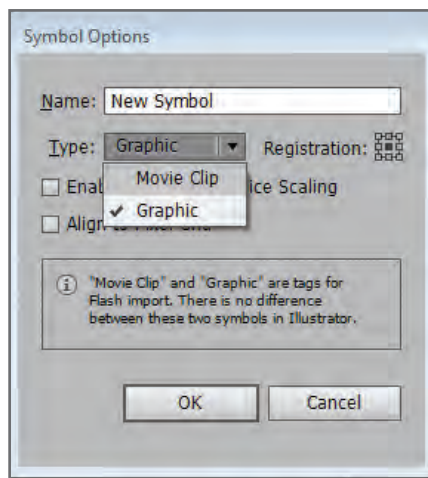 Symbol Options
Name: New Symbol
Type: Graphic Registration:
Movie Clip
Graphic
Scaling
"Movie Clip" and "Graphic" are tags for
Flash import. There is no difference
between these two symbols in Illustrator.
OK Cancel